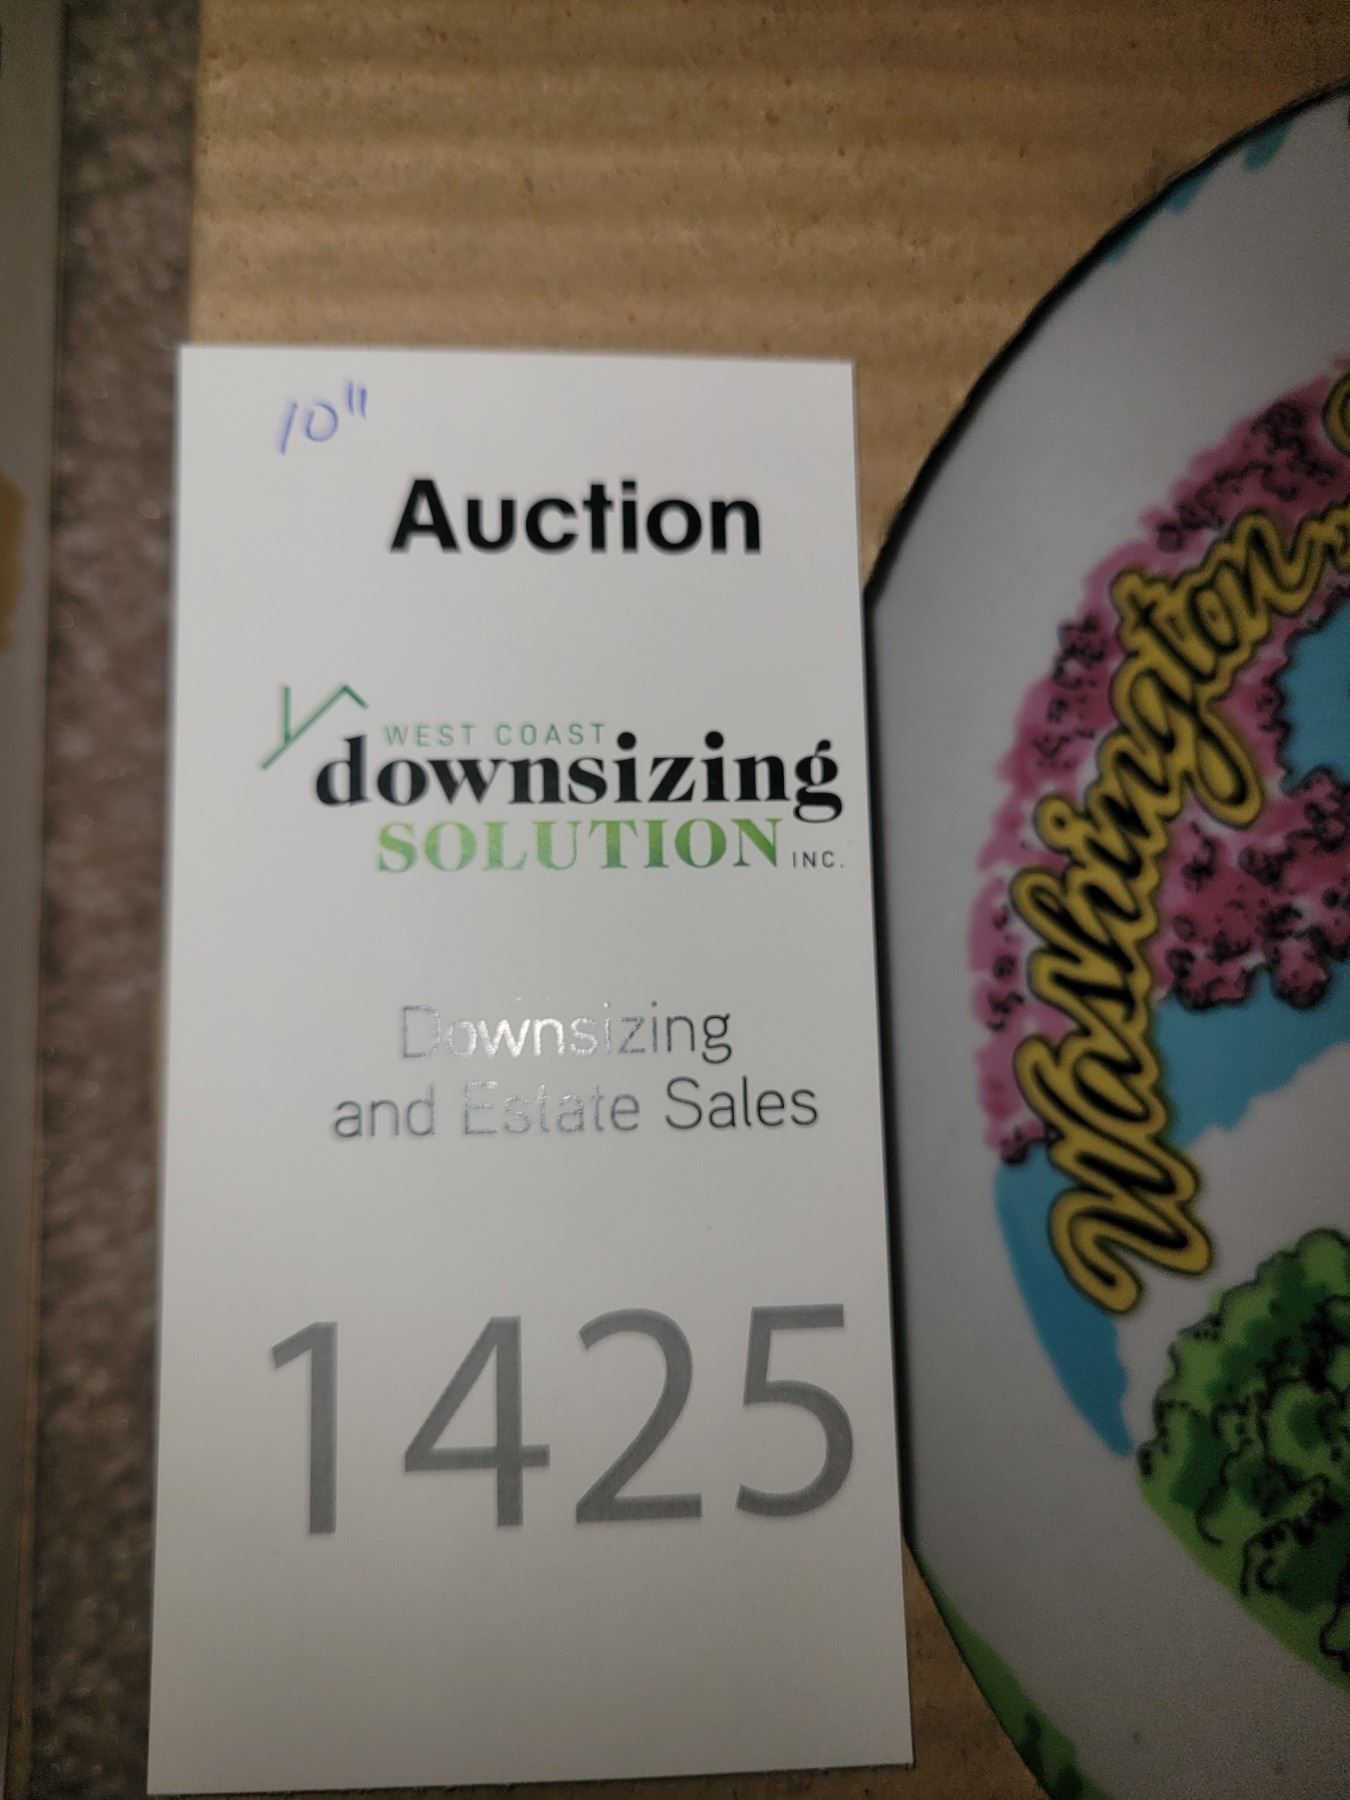 10"
Auction
WEST COAST
downsizing
SOLUTION INC.
Downsizing
and Estate Sales
1425
Washington